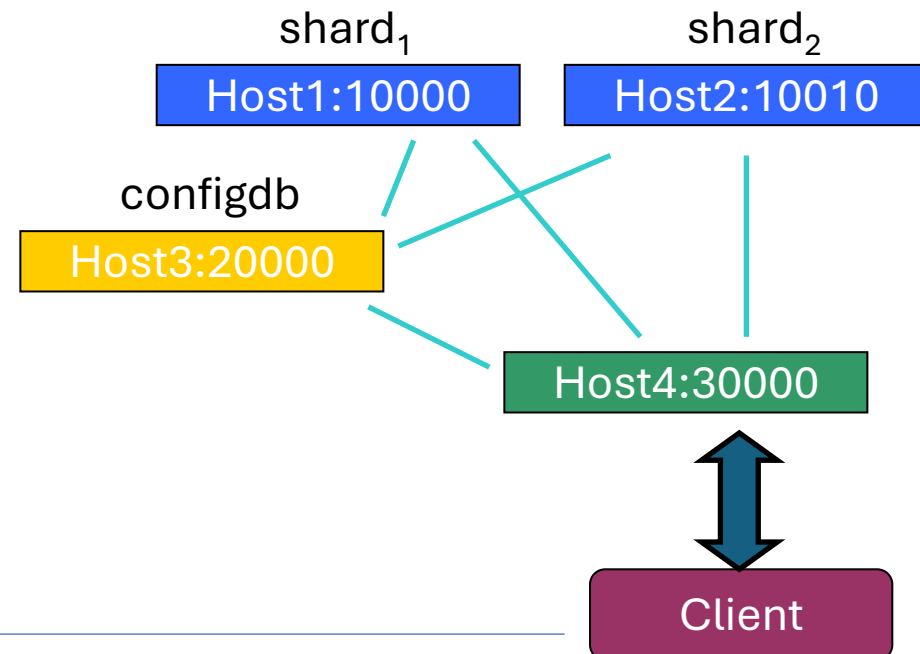 shard₁
shard₂
Host1:10000
Host2:10010
configdb
Host3:20000
Host4:30000
Client